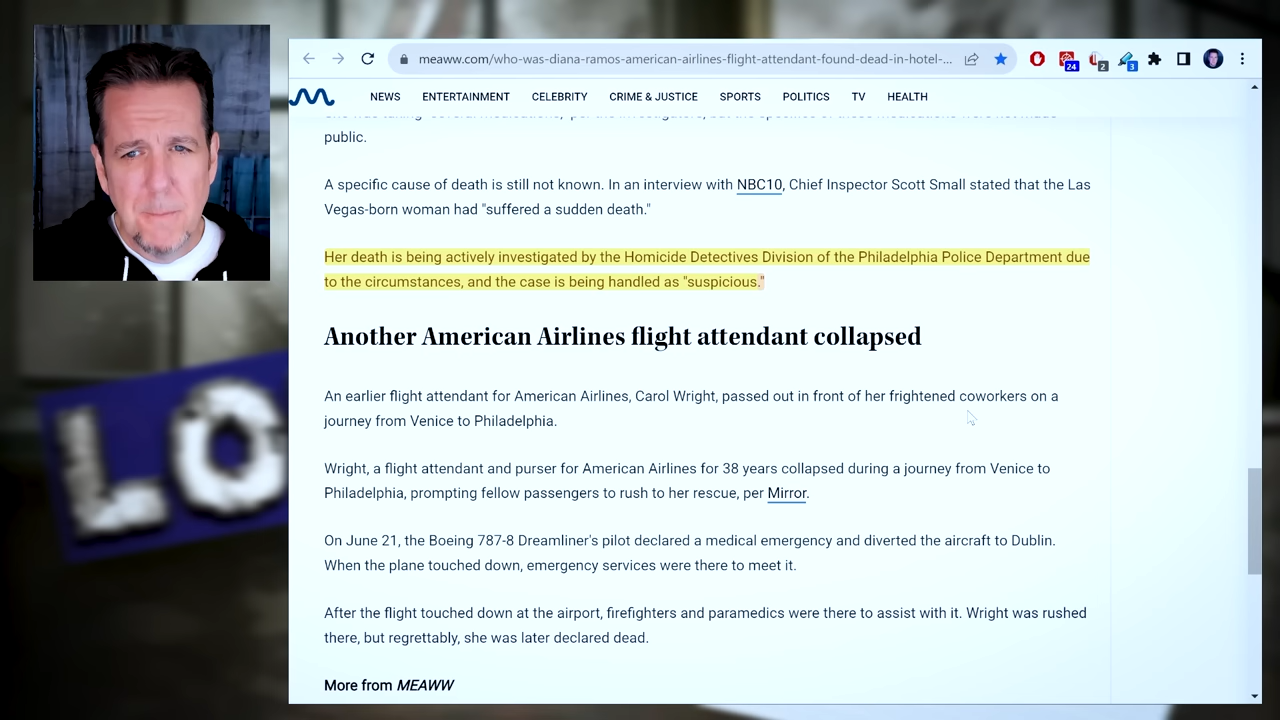 meaww.com/who-was-diana-ramos-american-airlines-flight-attendant-found-dead-in-hotel-...
24
2
3
NEWS ENTERTAINMENT CELEBRITY CRIME & JUSTICE SPORTS POLITICS TV HEALTH
public.
A specific cause of death is still not known. In an interview with NBC10, Chief Inspector Scott Small stated that the Las
Vegas-born woman had "suffered a sudden death."
Her death is being actively investigated by the Homicide Detectives Division of the Philadelphia Police Department due
to the circumstances, and the case is being handled as "suspicious."
Another American Airlines flight attendant collapsed
An earlier flight attendant for American Airlines, Carol Wright, passed out in front of her frightened coworkers on a
journey from Venice to Philadelphia.
Wright, a flight attendant and purser for American Airlines for 38 years collapsed during a journey from Venice to
Philadelphia, prompting fellow passengers to rush to her rescue, per Mirror.
On June 21, the Boeing 787-8 Dreamliner's pilot declared a medical emergency and diverted the aircraft to Dublin.
When the plane touched down, emergency services were there to meet it.
After the flight touched down at the airport, firefighters and paramedics were there to assist with it. Wright was rushed
there, but regrettably, she was later declared dead.
More from MEAWW
LO